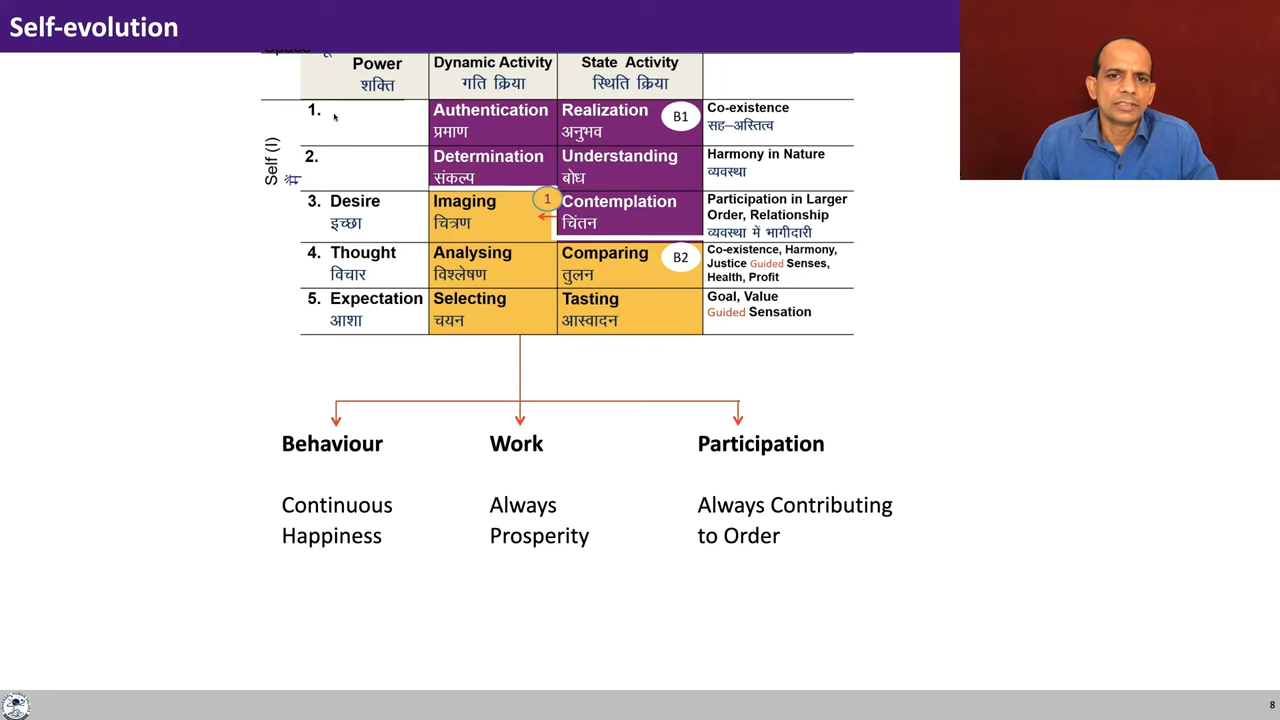 Self-evolution
Power
Dynamic Activity
State Activity
शक्ति
गति क्रिया
स्थिति क्रिया
Self (I)
मैं
1.
Authentication
प्रमाण
Realization
अनुभव
B1
Co-existence
सह–अस्तित्व
2.
Determination
संकल्प
Understanding
बोध
Harmony in Nature
व्यवस्था
3. Desire
इच्छा
Imaging
चित्रण
1
Contemplation
चिंतन
Participation in Larger
Order, Relationship
व्यवस्था में भागीदारी
4. Thought
विचार
Analysing
विश्लेषण
Comparing
तुलन
B2
Co-existence, Harmony,
Justice Guided Senses,
Health, Profit
5. Expectation
आशा
Selecting
चयन
Tasting
आस्वादन
Goal, Value
Guided Sensation
Behaviour
Work
Participation
Continuous
Happiness
Always
Prosperity
Always Contributing
to Order
8